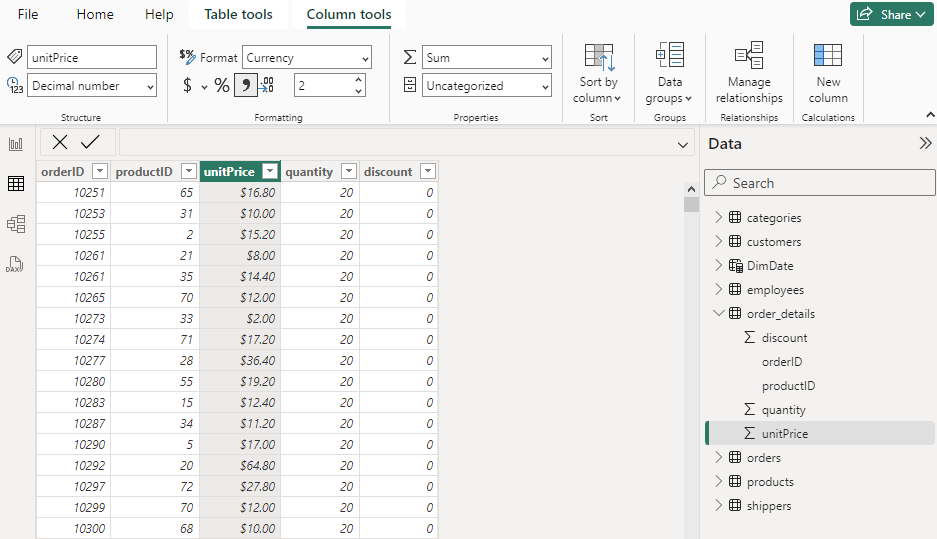 File Home Help Table tools Column tools Share
unitPrice $% Format Currency Σ Sum
123 Decimal number $ % 9 .00 2 Uncategorized
Sort by column Data groups Manage relationships New column
Structure Formatting Properties Sort Groups Relationships Calculations
Data
orderID productID unitPrice quantity discount
Search
10251 65 $16.80 20 0
10253 31 $10.00 20 0
10255 2 $15.20 20 0
10261 21 $8.00 20 0
10261 35 $14.40 20 0
10265 70 $12.00 20 0
10273 33 $2.00 20 0
10274 71 $17.20 20 0
10277 28 $36.40 20 0
10280 55 $19.20 20 0
10283 15 $12.40 20 0
10287 34 $11.20 20 0
10290 5 $17.00 20 0
10292 20 $64.80 20 0
10297 72 $27.80 20 0
10299 70 $12.00 20 0
10300 68 $10.00 20 0
DAX
categories
customers
DimDate
employees
order_details
Σ discount
orderID
productID
Σ quantity
Σ unitPrice
orders
products
shippers